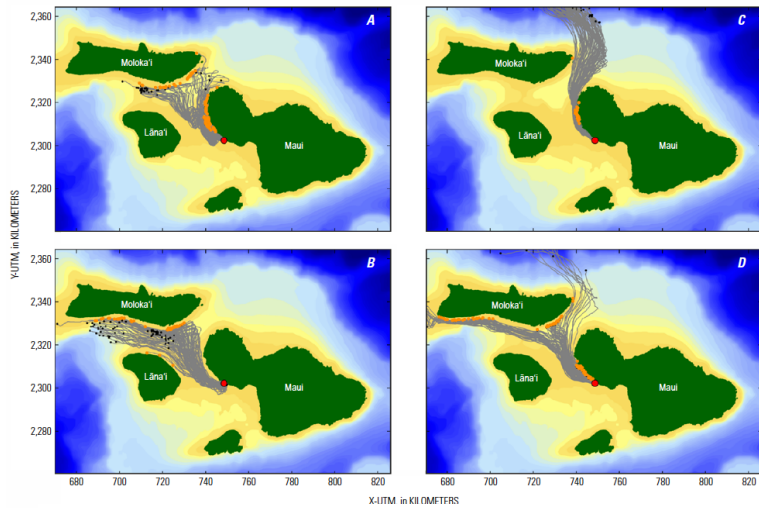 A
C
2,360
Moloka'i
Moloka'i
2,340
2,320
Lāna'i
Lāna'i
2,300
Maui
Maui
2,280
Y-UTM, in KILOMETERS
B
D
2,360
Moloka'i
Moloka'i
2,340
2,320
Lāna'i
Lāna'i
2,300
Maui
Maui
2,280
680 700 720 740 760 780 800 820 680 700 720 740 760 780 800 820
X-UTM, in KILOMETERS